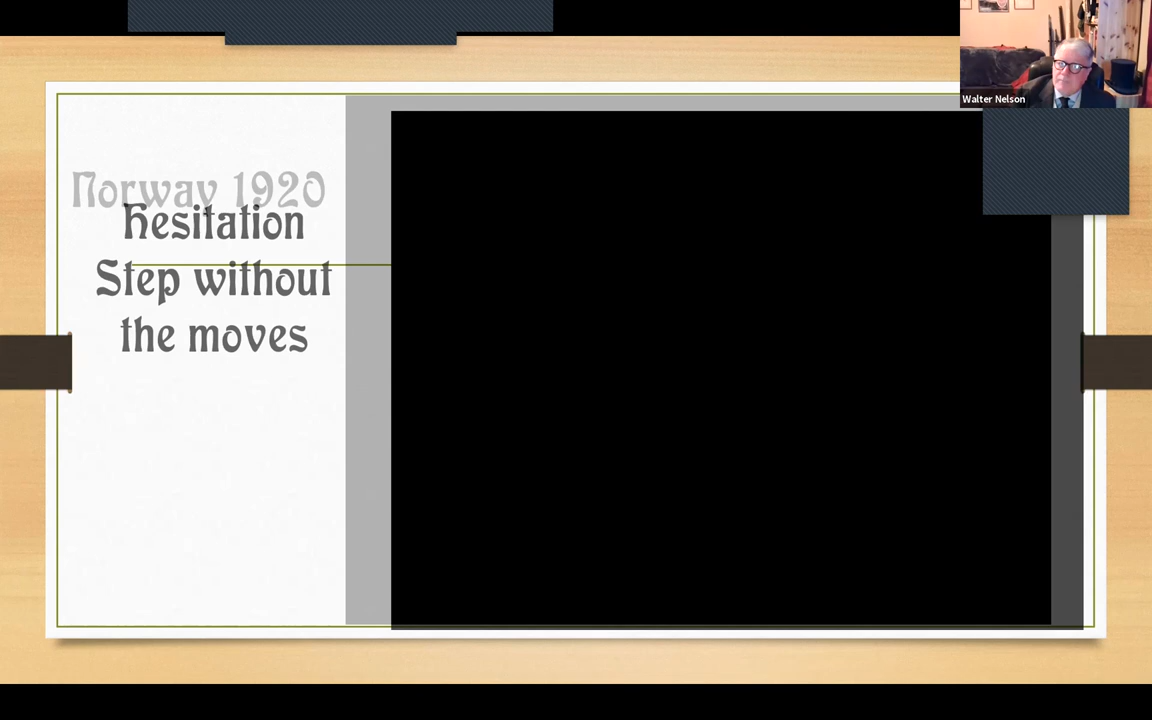 Walter Nelson
Norway 1920
Hesitation
Step without
the moves